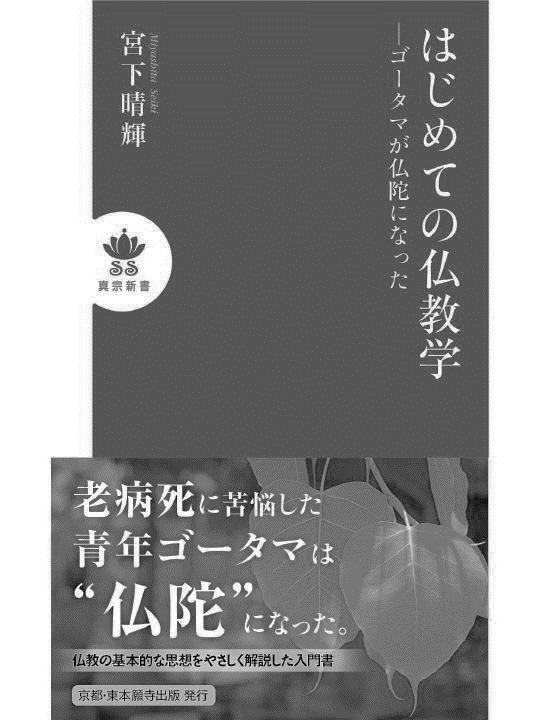 はじめての仏教学
―ゴータマが仏陀になった
宮下晴輝
Miyashita Seiki
SS
真宗新書
老病死に苦悩した
青年ゴータマは
“仏陀”になった。
仏教の基本的な思想をやさしく解説した入門書
京都・東本願寺出版 発行